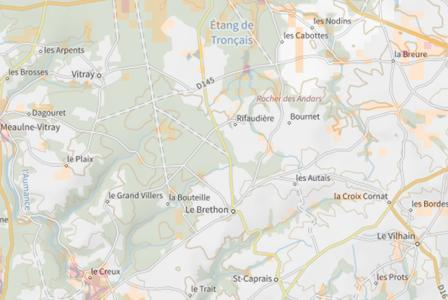 Étang de
Tronçais
les Nodins
les Cabottes
les Arpents
la Breure
les Brosses
Vitray
D145
Rocher des Andars
Dagouret
Rifaudière
Bournet
Meaulne-Vitray
le Plaix
l'Aumance
les Autais
le Grand Villers
la Bouteille
la Croix Cornat
les Bordes
Le Brethon
Le Vilhain
le Creux
St-Caprais
les Prots
le Trait